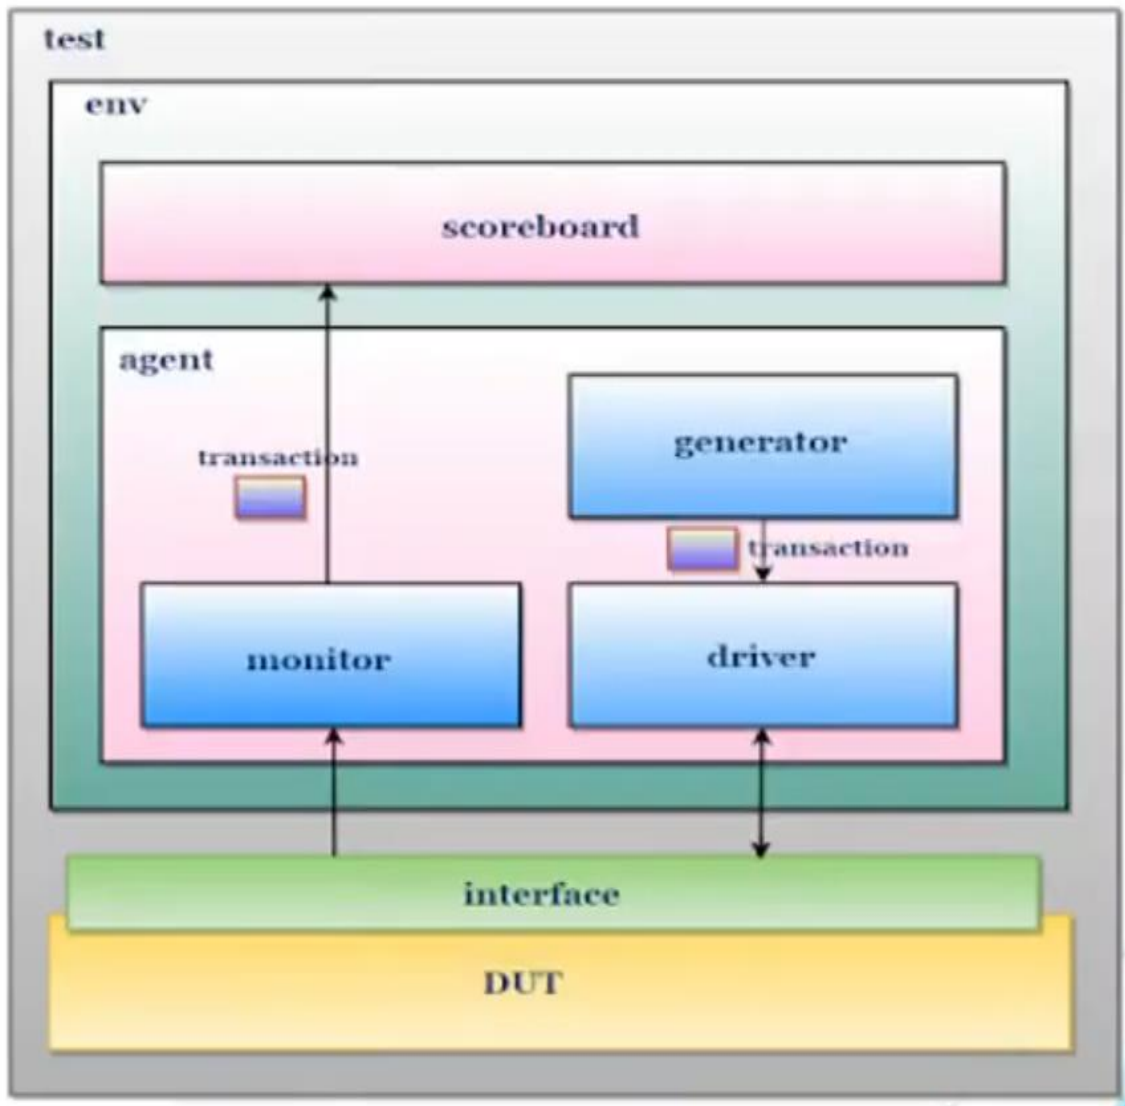 test
env
scoreboard
agent
generator
transaction
transaction
monitor
driver
interface
DUT